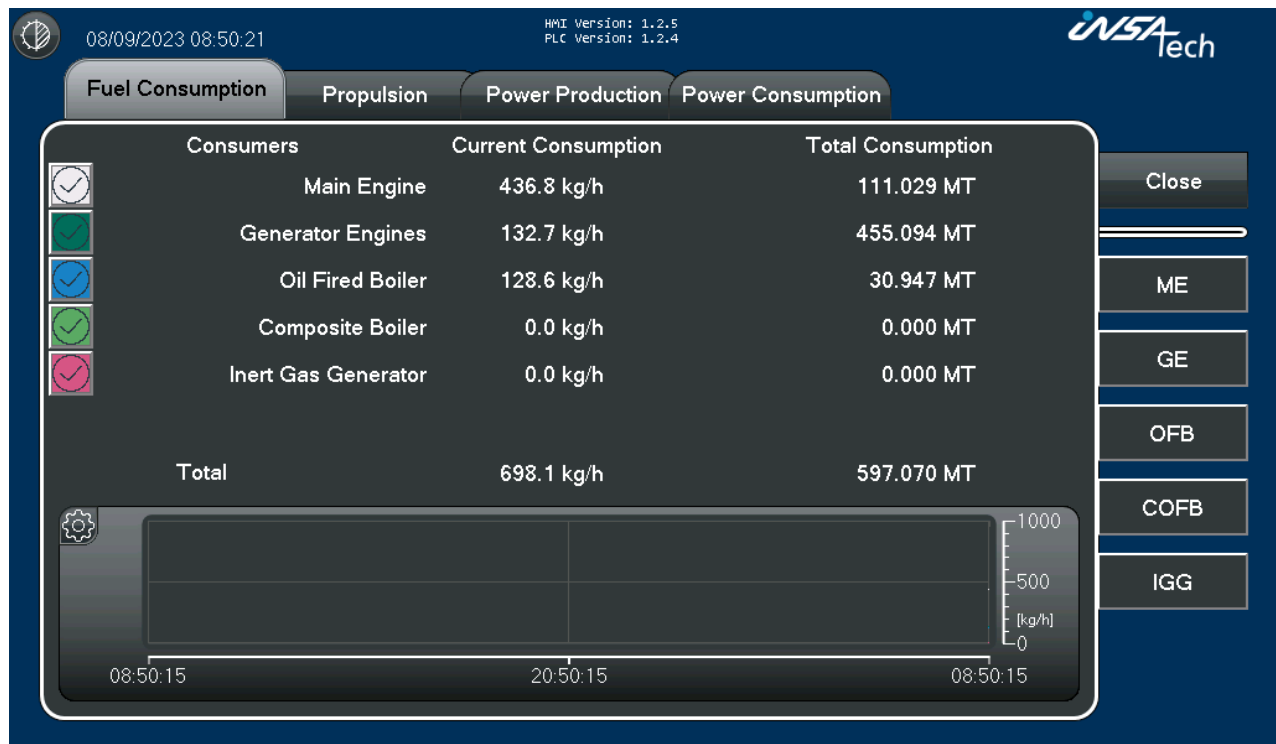 08/09/2023 08:50:21
HMI Version: 1.2.5
PLC Version: 1.2.4
iNSATech
Fuel Consumption Propulsion Power Production Power Consumption
Consumers Current Consumption Total Consumption
Main Engine 436.8 kg/h 111.029 MT
Generator Engines 132.7 kg/h 455.094 MT
Oil Fired Boiler 128.6 kg/h 30.947 MT
Composite Boiler 0.0 kg/h 0.000 MT
Inert Gas Generator 0.0 kg/h 0.000 MT
Total 698.1 kg/h 597.070 MT
1000
500
[kg/h]
0
08:50:15 20:50:15 08:50:15
Close
ME
GE
OFB
COFB
IGG